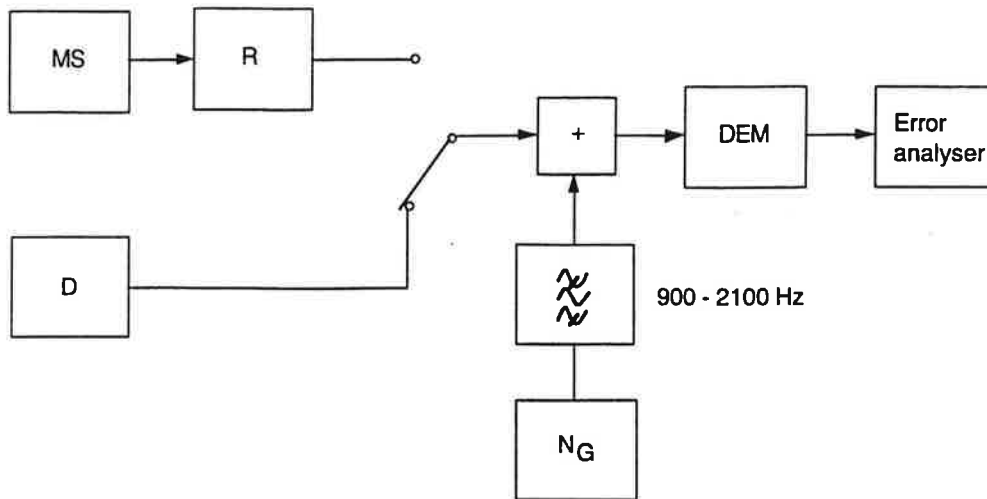 MS
R
+
DEM
Error
analyser
D
900 - 2100 Hz
NG